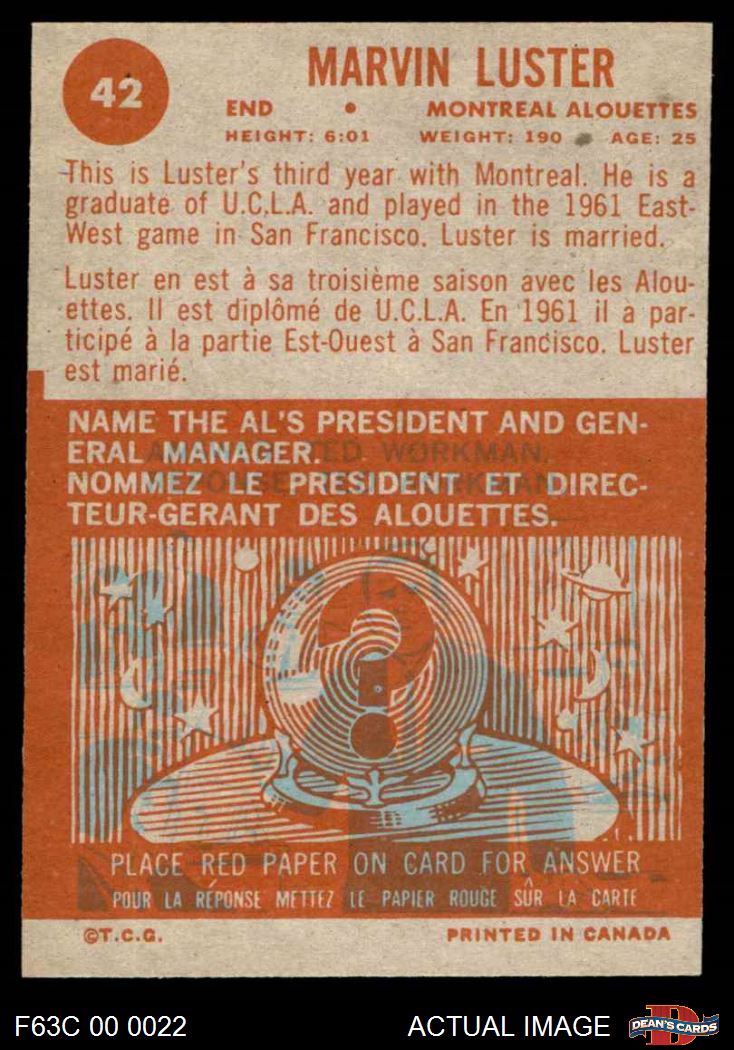 42
MARVIN LUSTER
END • MONTREAL ALOUETTES
HEIGHT: 6:01 WEIGHT: 190 AGE: 25
This is Luster's third year with Montreal. He is a
graduate of U.C.L.A. and played in the 1961 East-
West game in San Francisco. Luster is married.
Luster en est à sa troisième saison avec les Alou-
ettes. Il est diplômé de U.C.L.A. En 1961 il à par-
ticipé à la partie Est-Ouest à San Francisco. Luster
est marié.
NAME THE AL'S PRESIDENT AND GEN-
ERAL MANAGER.
TED WORKMAN.
NOMMEZ LE PRESIDENT ET DIREC-
TEUR-GERANT DES ALOUETTES.
?
PLACE RED PAPER ON CARD FOR ANSWER
POUR LA RÉPONSE METTEZ LE PAPIER ROUGE SÛR LA CARTE
©T.C.G. PRINTED IN CANADA
F63C 00 0022 ACTUAL IMAGE DEAN'S CARDS